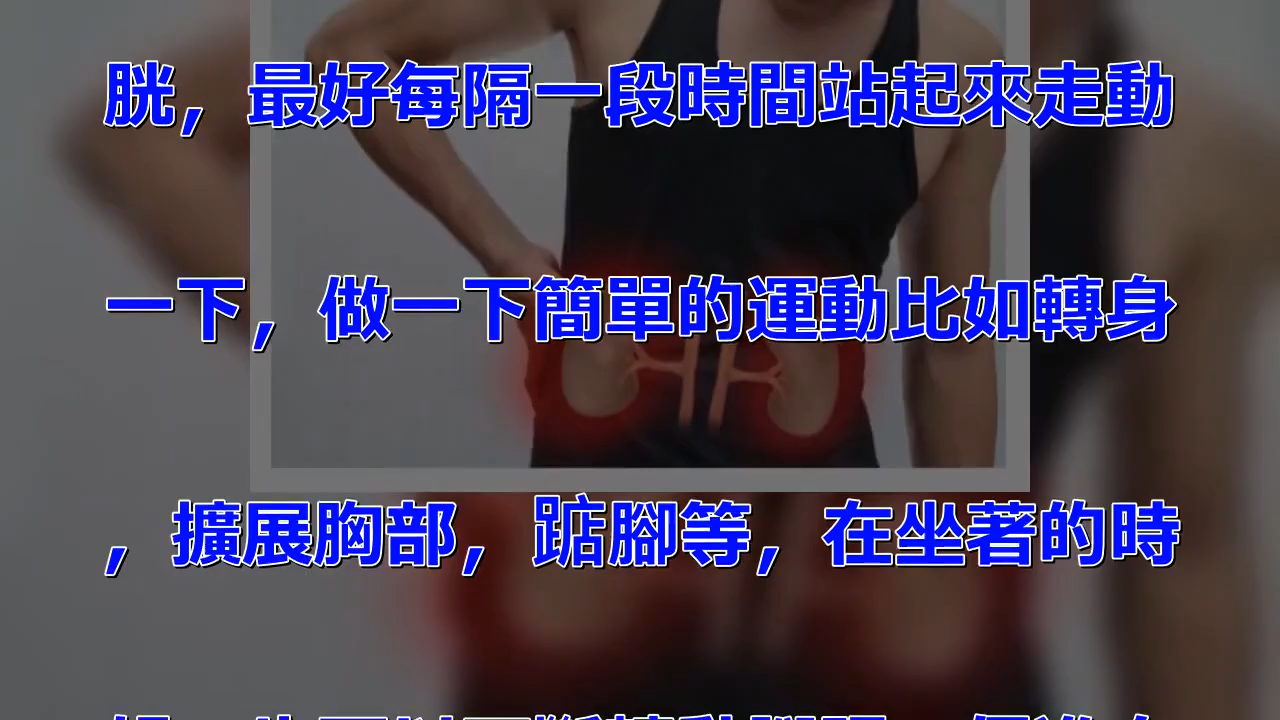 胱，最好每隔一段時間站起來走動
一下，做一下簡單的運動比如轉身
，擴展胸部，踮腳等，在坐著的時